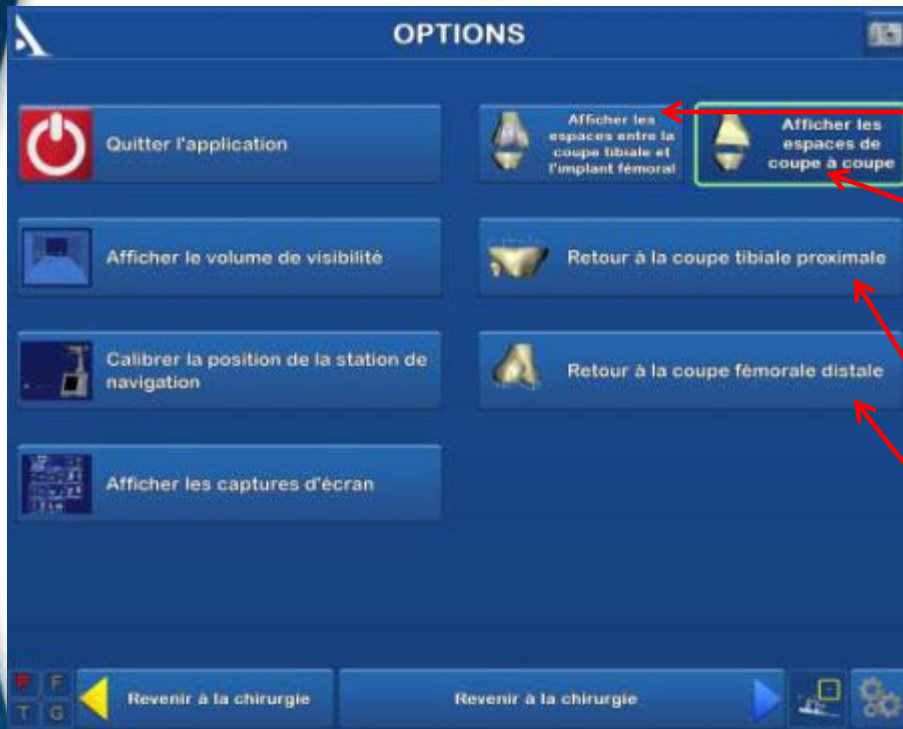 OPTIONS
Quitter l'application
Afficher les
espaces entre la
coupe tibiale et
l'implant fémoral
Afficher les
espaces de
coupe à coupe
Afficher le volume de visibilité
Retour à la coupe tibiale proximale
Calibrer la position de la station de
navigation
Retour à la coupe fémorale distale
Afficher les captures d'écran
F
T G
Revenir à la chirurgie
Revenir à la chirurgie